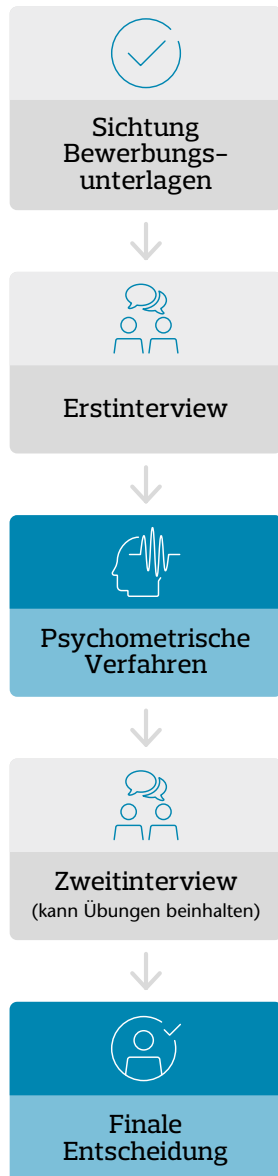 Sichtung
Bewerbungs-
unterlagen
Erstinterview
Psychometrische
Verfahren
Zweitinterview
(kann Übungen beinhalten)
Finale
Entscheidung